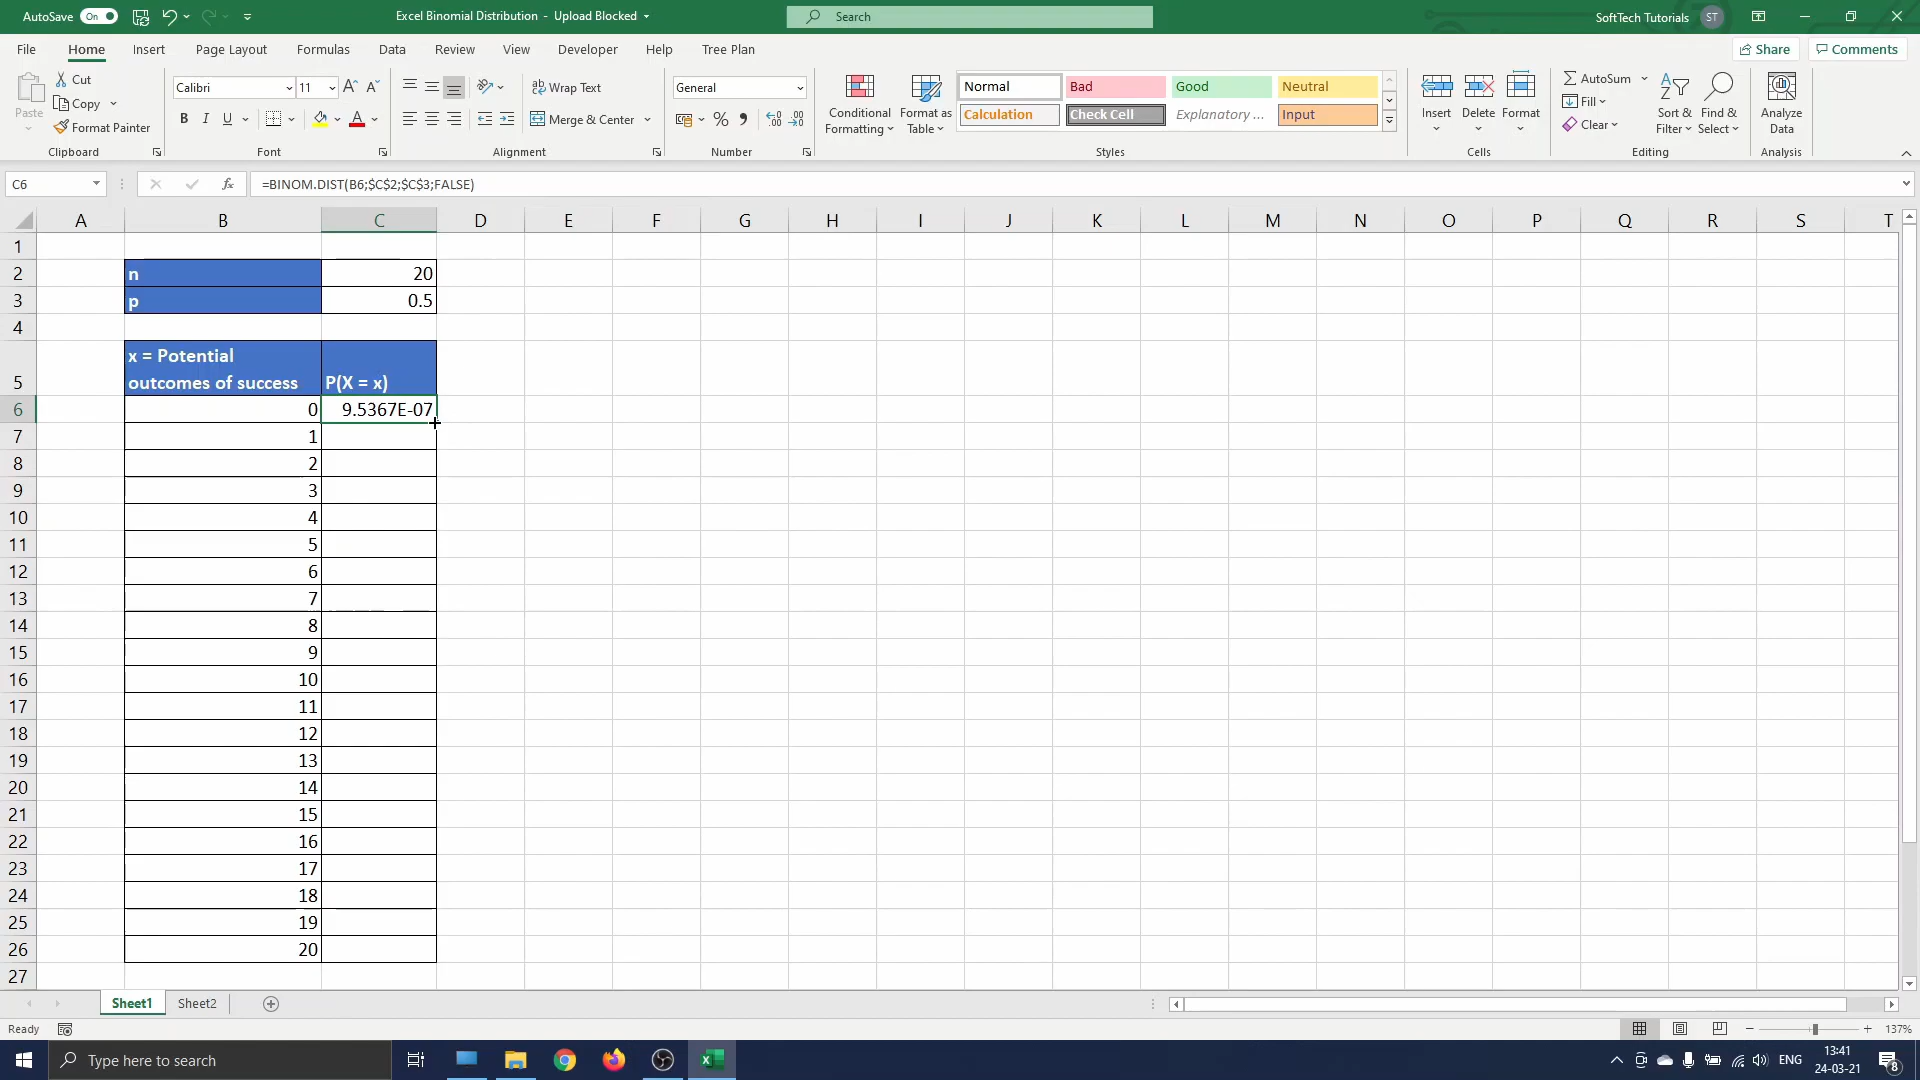 AutoSave On
Excel Binomial Distribution - Upload Blocked
Search
SoftTech Tutorials ST
File Home Insert Page Layout Formulas Data Review View Developer Help Tree Plan
Share Comments
Paste
Cut
Copy
Format Painter
Clipboard
Calibri 11
B I U
A A
Font
Wrap Text
Merge & Center
Alignment
General
Number
Conditional Formatting
Format as Table
Normal Bad Good Neutral
Calculation Check Cell Explanatory ... Input
Styles
Insert Delete Format
Cells
AutoSum
Fill
Clear
Sort & Filter
Find & Select
Editing
Analyze Data
Analysis
C6 fx =BINOM.DIST(B6;$C$2;$C$3;FALSE)
A B C D E F G H I J K L M N O P Q R S T
1
2 n 20
3 p 0.5
4
5 x = Potential outcomes of success P(X = x)
6 0 9.5367E-07
7 1
8 2
9 3
10 4
11 5
12 6
13 7
14 8
15 9
16 10
17 11
18 12
19 13
20 14
21 15
22 16
23 17
24 18
25 19
26 20
27
Sheet1 Sheet2
Ready
137%
Type here to search
ENG
13:41
24-03-21
8